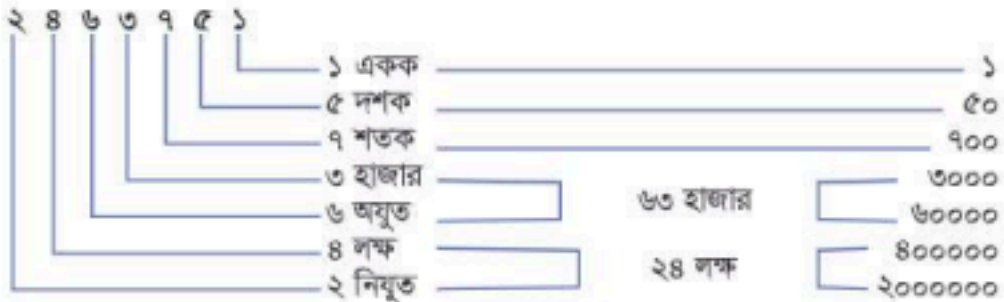 ২ ৪ ৬ ৩ ৭ ৫ ১
১ একক ১
৫ দশক ৫০
৭ শতক ৭০০
৩ হাজার ৩০০০
৬৩ হাজার
৬ অযুত ৬০০০০
৪ লক্ষ ৪০০০০০
২৪ লক্ষ
২ নিযুত ২০০০০০০